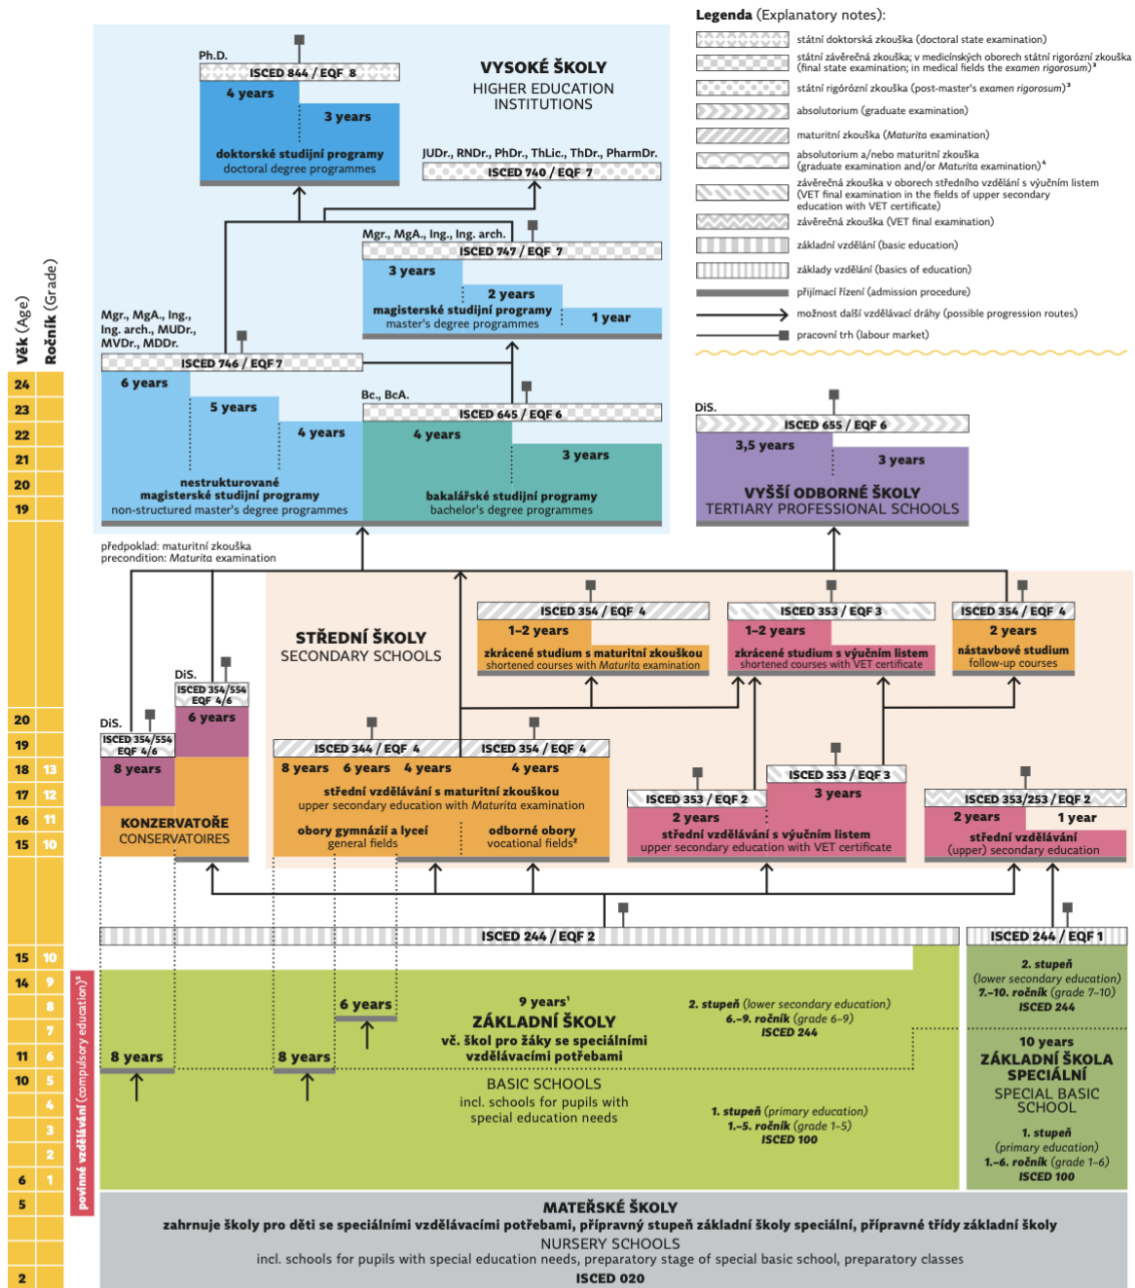 Legenda (Explanatory notes):
státní doktorská zkouška (doctoral state examination)
státní závěrečná zkouška; v medicínských oborech státní rigorózní zkouška
(final state examination; in medical fields the examen rigorosum)³
státní rigórózní zkouška (post-master's examen rigorosum)³
absolutorium (graduate examination)
maturitní zkouška (Maturita examination)
absolutorium a/nebo maturitní zkouška
(graduate examination and/or Maturita examination)⁴
závěrečná zkouška v oborech středního vzdělání s výučním listem
(VET final examination in the fields of upper secondary
education with VET certificate)
závěrečná zkouška (VET final examination)
základní vzdělání (basic education)
základy vzdělání (basics of education)
přijímací řízení (admission procedure)
možnost další vzdělávací dráhy (possible progression routes)
pracovní trh (labour market)
VYSOKÉ ŠKOLY
HIGHER EDUCATION
INSTITUTIONS
Ph.D.
ISCED 844 / EQF 8
4 years
3 years
doktorské studijní programy
doctoral degree programmes
JUDr., RNDr., PhDr., ThLic., ThDr., PharmDr.
ISCED 740 / EQF 7
Mgr., MgA., Ing., Ing. arch.
ISCED 747 / EQF 7
3 years
2 years
1 year
magisterské studijní programy
master's degree programmes
Mgr., MgA., Ing.,
Ing. arch., MUDr.,
MVDr., MDDr.
ISCED 746 / EQF 7
6 years
5 years
4 years
nestrukturované
magisterské studijní programy
non-structured master's degree programmes
Bc., BcA.
ISCED 645 / EQF 6
4 years
3 years
bakalářské studijní programy
bachelor's degree programmes
DiS.
ISCED 655 / EQF 6
3,5 years
3 years
VYŠŠÍ ODBORNÉ ŠKOLY
TERTIARY PROFESSIONAL SCHOOLS
předpoklad: maturitní zkouška
precondition: Maturita examination
STŘEDNÍ ŠKOLY
SECONDARY SCHOOLS
ISCED 354 / EQF 4
1–2 years
zkrácené studium s maturitní zkouškou
shortened courses with Maturita examination
ISCED 353 / EQF 3
1–2 years
zkrácené studium s výučním listem
shortened courses with VET certificate
ISCED 354 / EQF 4
2 years
nástavbové studium
follow-up courses
DiS.
ISCED 354/554
EQF 4/6
6 years
DiS.
ISCED 354/554
EQF 4/6
8 years
KONZERVATOŘE
CONSERVATOIRES
ISCED 344 / EQF 4
ISCED 354 / EQF 4
8 years
6 years
4 years
4 years
střední vzdělávání s maturitní zkouškou
upper secondary education with Maturita examination
obory gymnázií a lyceí
general fields
odborné obory
vocational fields²
ISCED 353 / EQF 2
2 years
ISCED 353 / EQF 3
3 years
střední vzdělávání s výučním listem
upper secondary education with VET certificate
ISCED 353/253 / EQF 2
2 years
1 year
střední vzdělávání
(upper) secondary education
ISCED 244 / EQF 2
ISCED 244 / EQF 1
8 years
8 years
6 years
9 years¹
ZÁKLADNÍ ŠKOLY
vč. škol pro žáky se speciálními
vzdělávacími potřebami
BASIC SCHOOLS
incl. schools for pupils with
special education needs
2. stupeň (lower secondary education)
6.–9. ročník (grade 6–9)
ISCED 244
1. stupeň (primary education)
1.–5. ročník (grade 1–5)
ISCED 100
2. stupeň
(lower secondary education)
7.–10. ročník (grade 7–10)
ISCED 244
10 years
ZÁKLADNÍ ŠKOLA
SPECIÁLNÍ
SPECIAL BASIC
SCHOOL
1. stupeň
(primary education)
1.–6. ročník (grade 1–6)
ISCED 100
MATEŘSKÉ ŠKOLY
zahrnuje školy pro děti se speciálními vzdělávacími potřebami, přípravný stupeň základní školy speciální, přípravné třídy základní školy
NURSERY SCHOOLS
incl. schools for pupils with special education needs, preparatory stage of special basic school, preparatory classes
ISCED 020
Věk (Age)
Ročník (Grade)
24
23
22
21
20
19
20
19
18 13
17 12
16 11
15 10
15 10
14 9
8
7
11 6
10 5
4
3
2
6 1
5
2
povinné vzdělávání (compulsory education)⁵